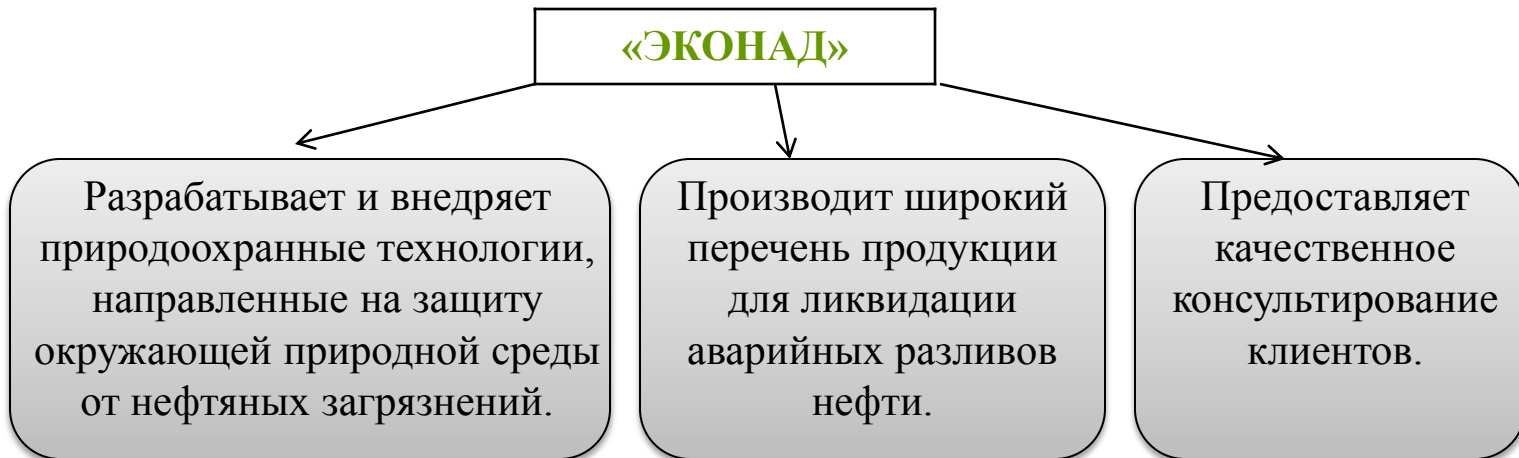 «ЭКОНАД»
Разрабатывает и внедряет
природоохранные технологии,
направленные на защиту
окружающей природной среды
от нефтяных загрязнений.
Производит широкий
перечень продукции
для ликвидации
аварийных разливов
нефти.
Предоставляет
качественное
консультирование
клиентов.